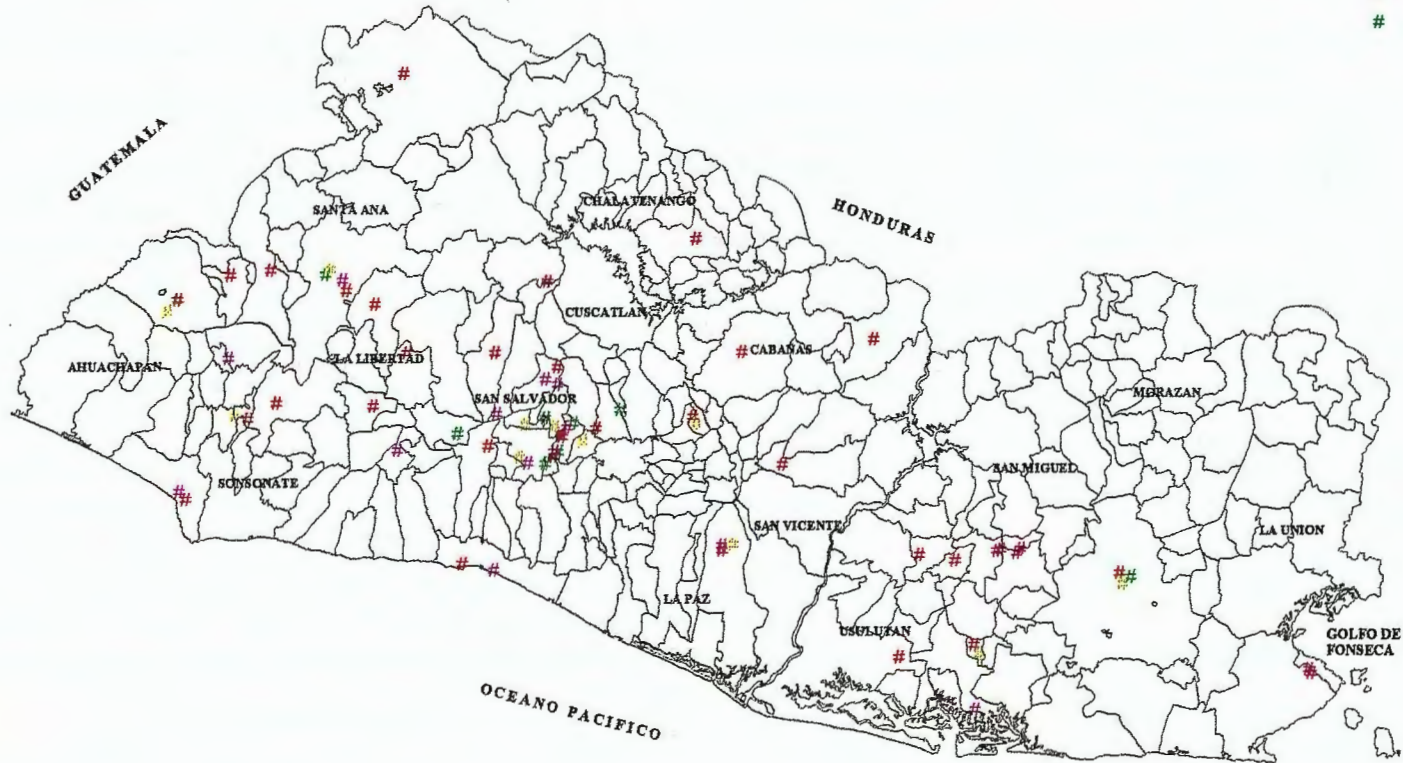 GUATEMALA
SANTA ANA
CHALATENANGO
HONDURAS
CUSCATLAN
AHUACHAPAN
LA LIBERTAD
CABAÑAS
SAN SALVADOR
MORAZAN
SONSONATE
SAN MIGUEL
SAN VICENTE
LA UNION
LA PAZ
USULUTAN
GOLFO DE
FONSECA
OCEANO PACIFICO